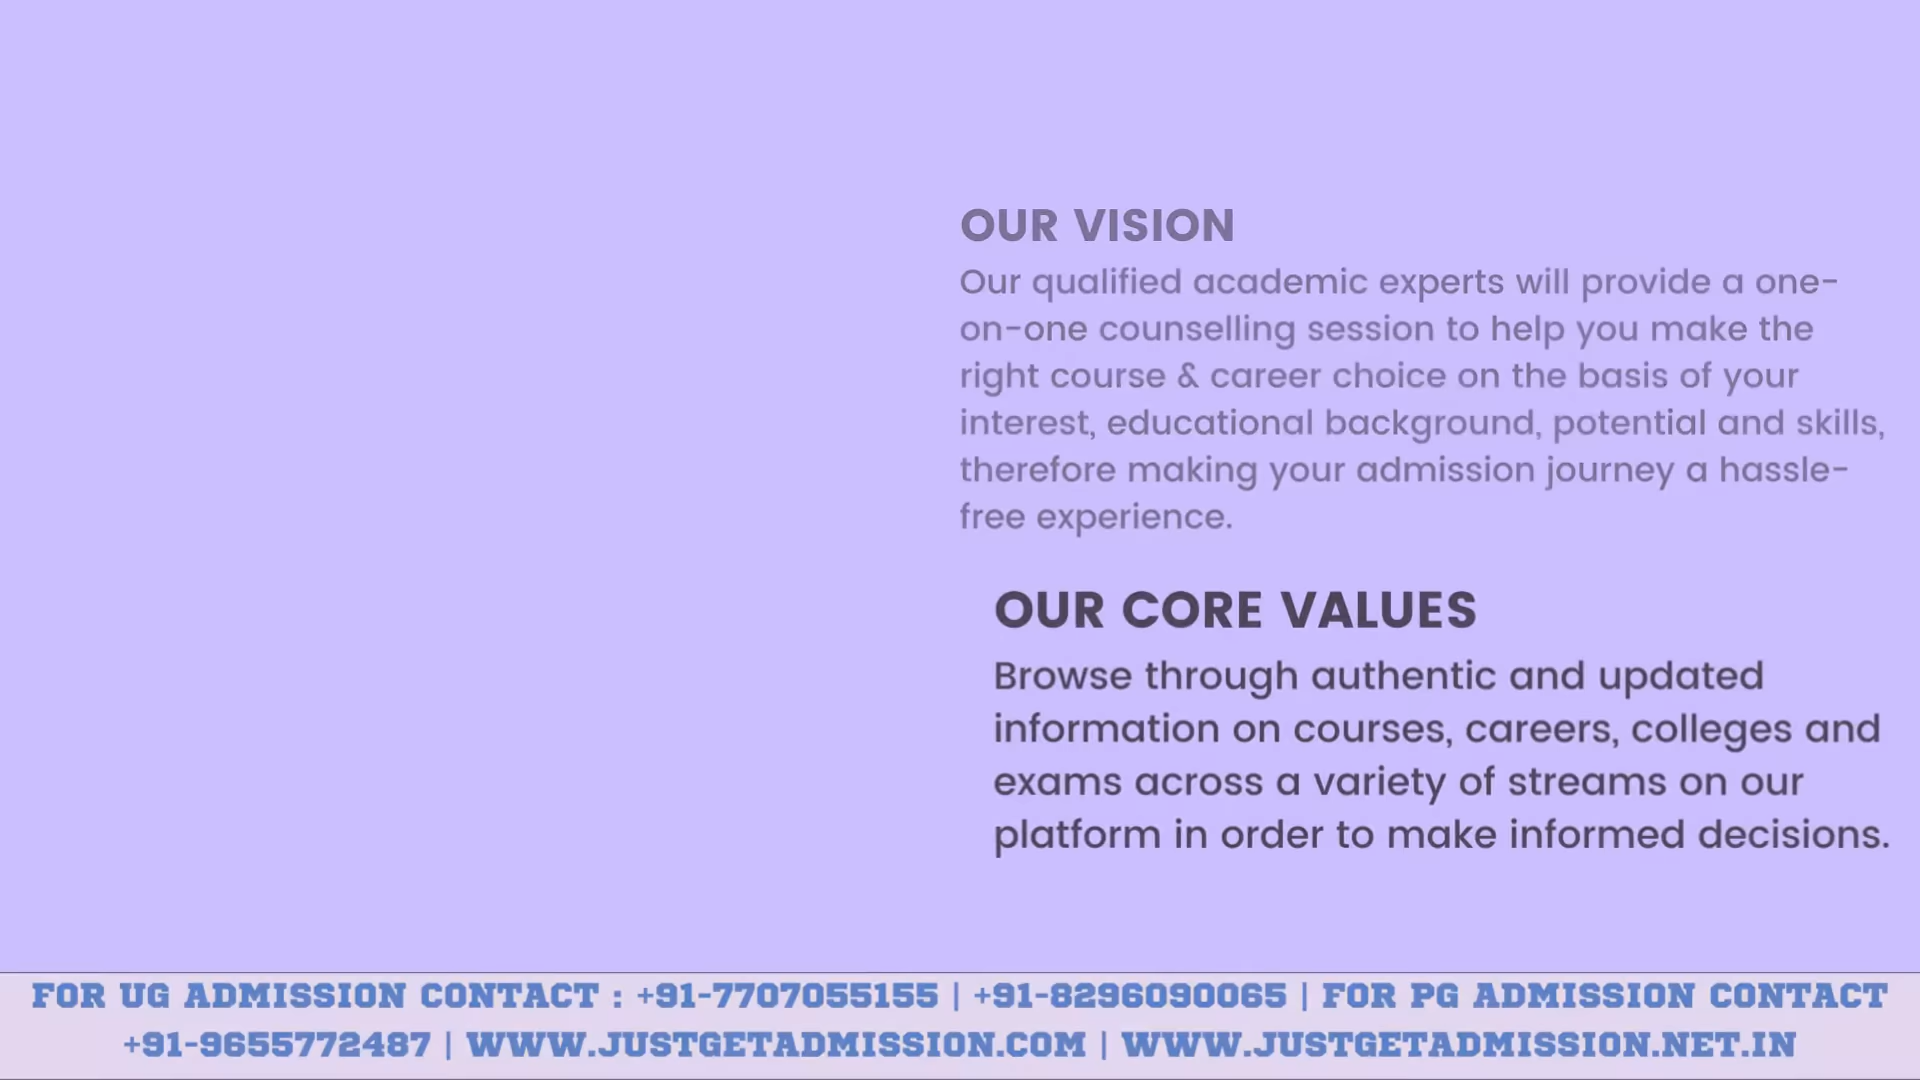 OUR VISION
Our qualified academic experts will provide a one-
on-one counselling session to help you make the
right course & career choice on the basis of your
interest, educational background, potential and skills,
therefore making your admission journey a hassle-
free experience.
OUR CORE VALUES
Browse through authentic and updated
information on courses, careers, colleges and
exams across a variety of streams on our
platform in order to make informed decisions.
FOR UG ADMISSION CONTACT : +91-7707055155 | +91-8296090065 | FOR PG ADMISSION CONTACT
+91-9655772487 | WWW.JUSTGETADMISSION.COM | WWW.JUSTGETADMISSION.NET.IN